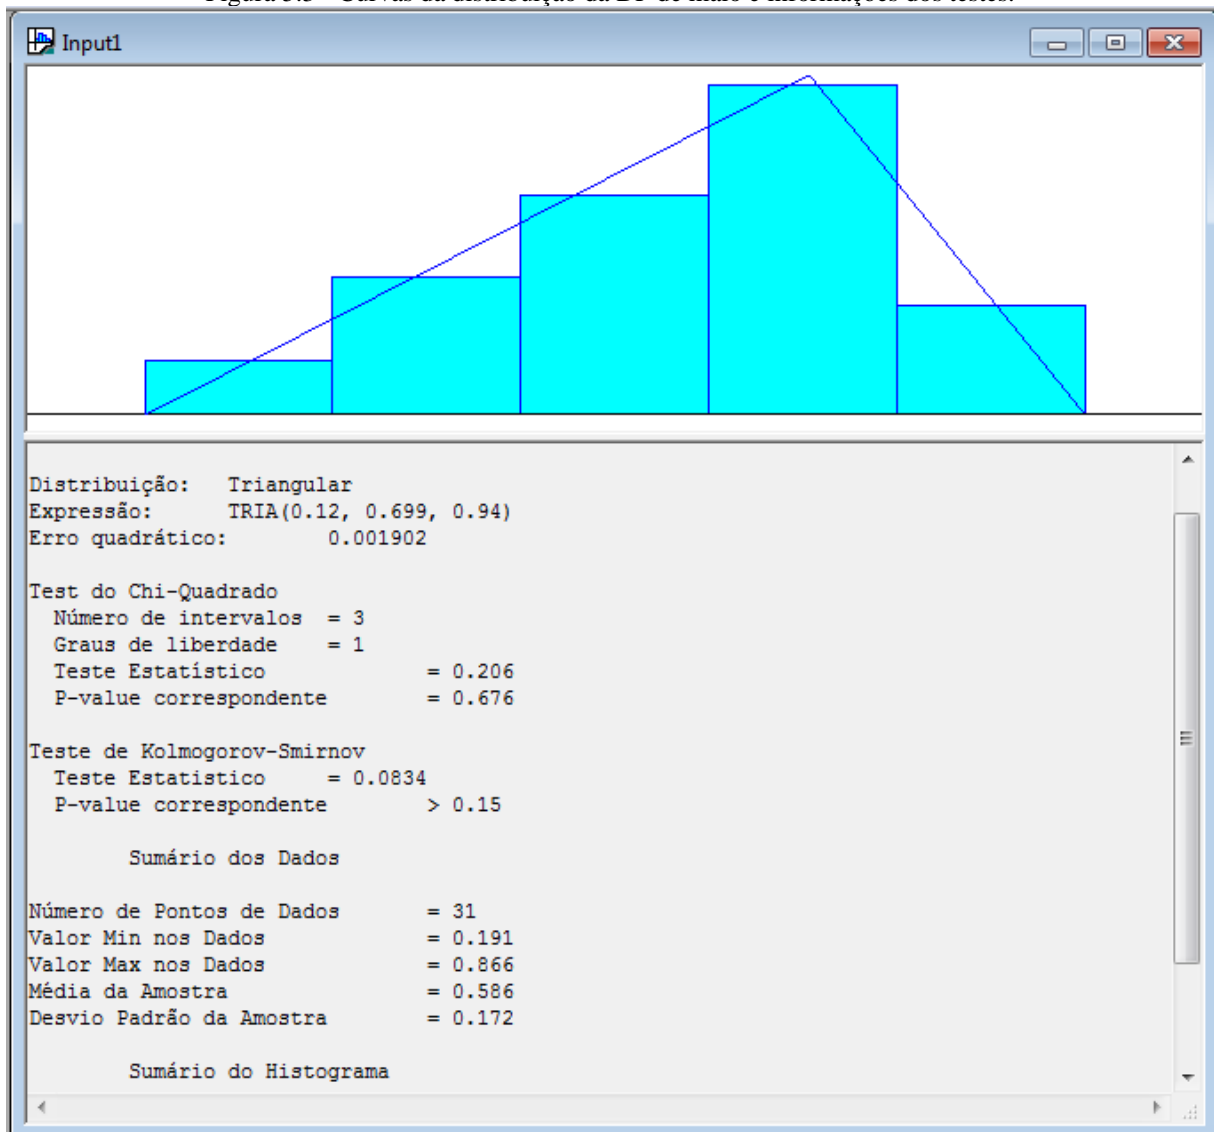 Input1
Distribuição: Triangular
Expressão: TRIA(0.12, 0.699, 0.94)
Erro quadrático: 0.001902
Test do Chi-Quadrado
Número de intervalos = 3
Graus de liberdade = 1
Teste Estatístico = 0.206
P-value correspondente = 0.676
Teste de Kolmogorov-Smirnov
Teste Estatistico = 0.0834
P-value correspondente > 0.15
Sumário dos Dados
Número de Pontos de Dados = 31
Valor Min nos Dados = 0.191
Valor Max nos Dados = 0.866
Média da Amostra = 0.586
Desvio Padrão da Amostra = 0.172
Sumário do Histograma